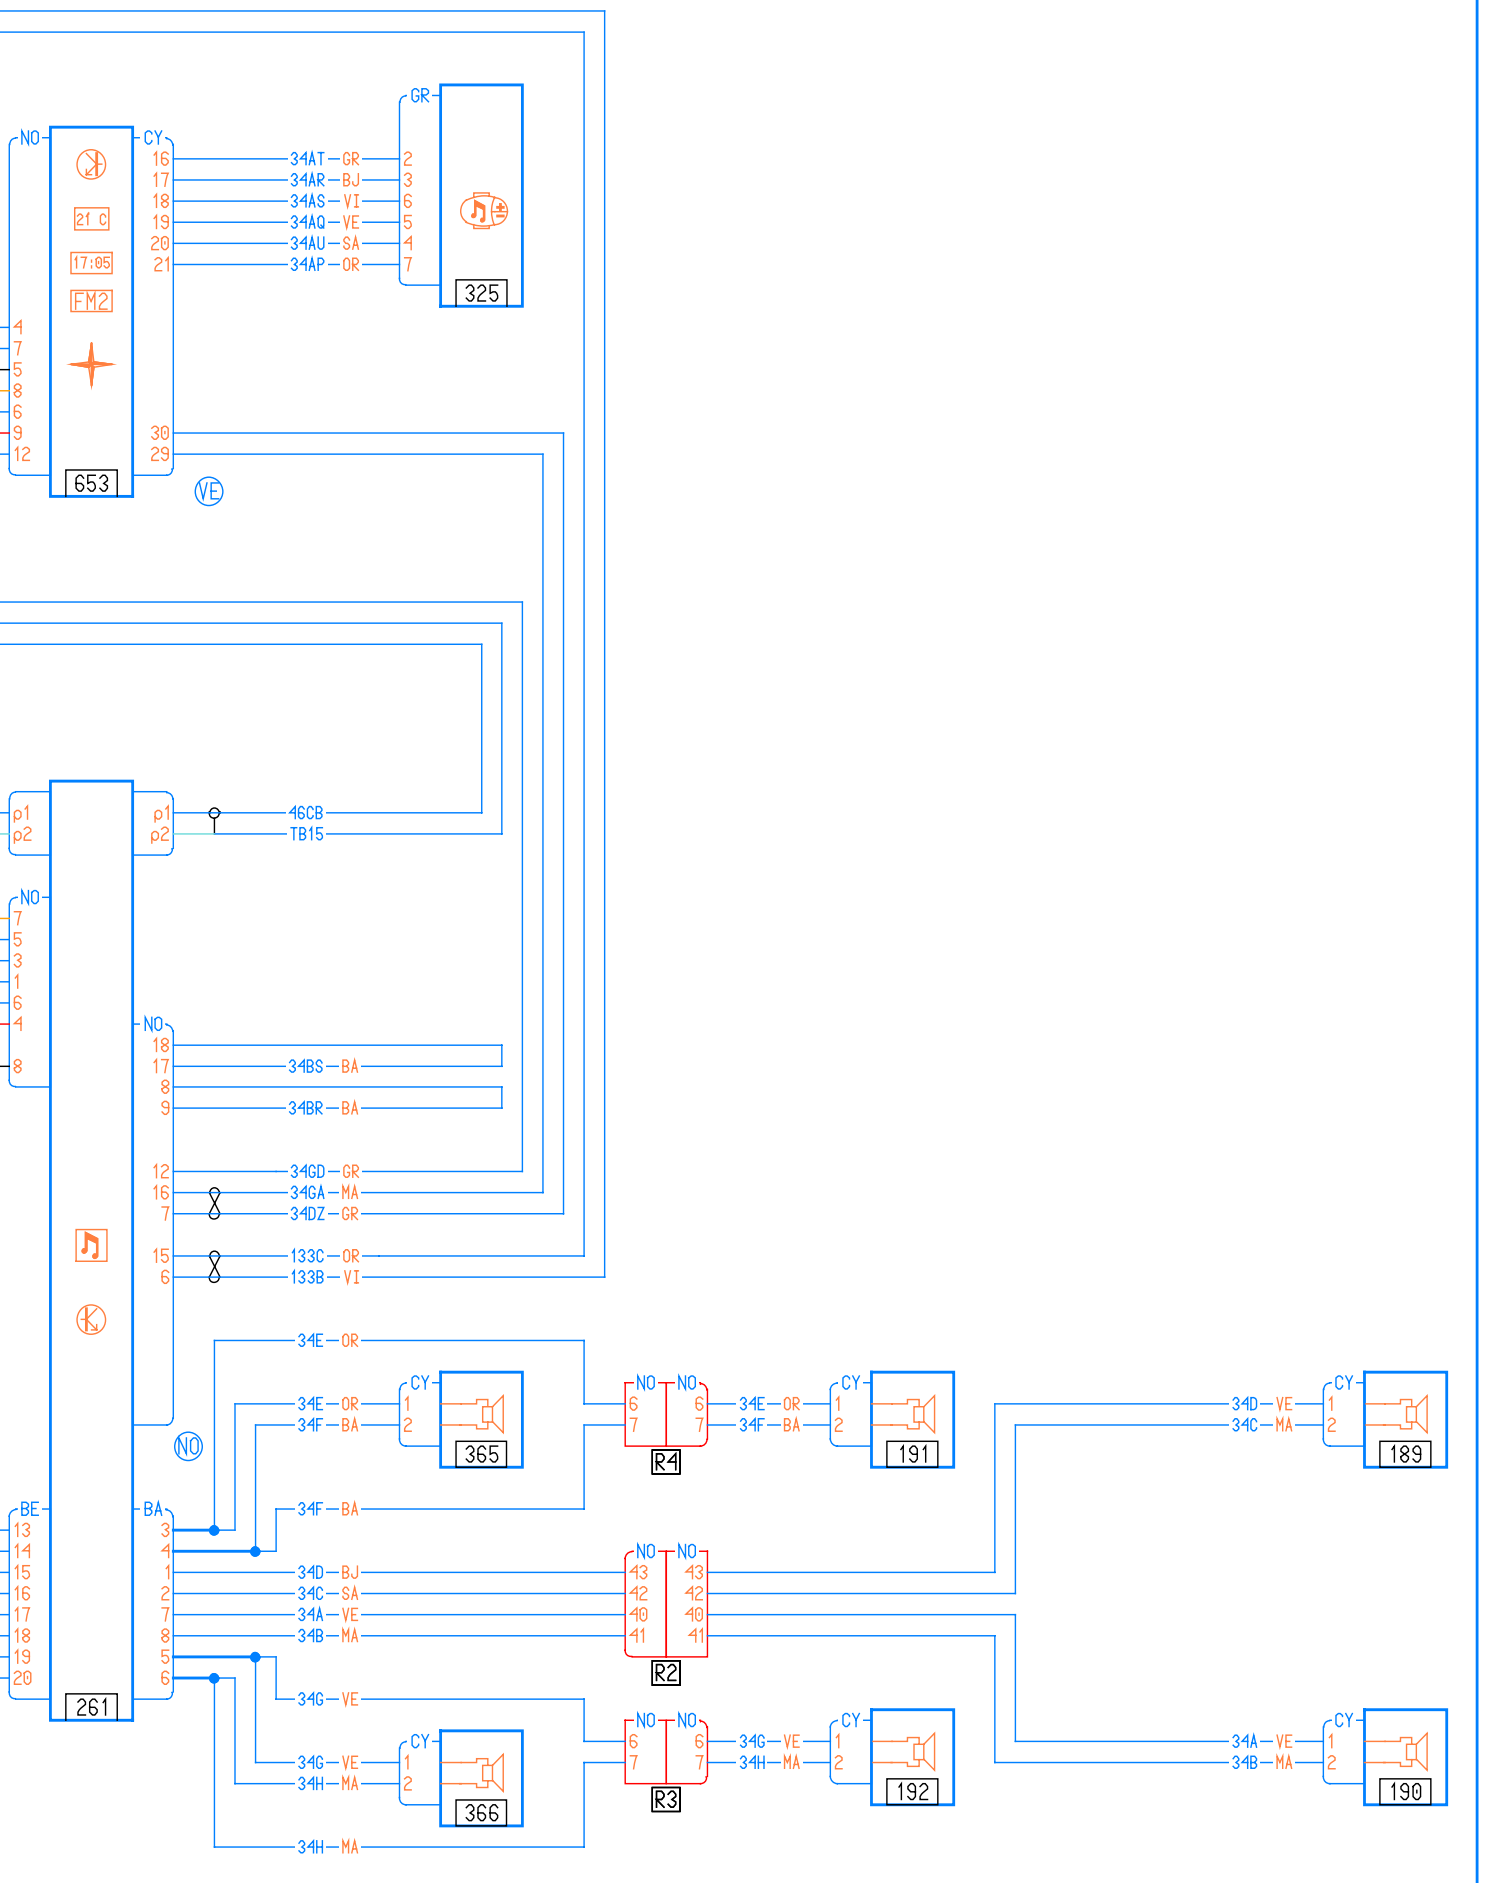 GR
NO CY
16 34AT GR 2
17 34AR BJ 3
18 34AS VI 6
21 C
19 34AQ VE 5
20 34AU SA 4
17:05
21 34AP OR 7
325
FM2
4
7
5
8
6
9 30
12 29
653
VE
p1 p1 46CB
p2 p2 TB15
NO
7
5
3
1
6
4 NO
18
8 17 34BS BA
8
9 34BR BA
12 34GD GR
16 34GA MA
7 34DZ GR
15 133C OR
6 133B VI
34E OR
CY NO NO CY CY
34E OR 1 6 6 34E OR 1 34D VE 1
34F BA 2 7 7 34F BA 2 34C MA 2
NO 365 R4 191 189
BE BA 34F BA
13 3
14 4 NO NO
15 1 34D BJ 43 43
16 2 34C SA 42 42
17 7 34A VE 40 40
18 8 34B MA 41 41
19 5
20 6 R2
261 34G VE
CY NO NO CY CY
6 6 34G VE 1 34A VE 1
34G VE 1 7 7 34H MA 2 34B MA 2
34H MA 2
366 R3 192 190
34H MA